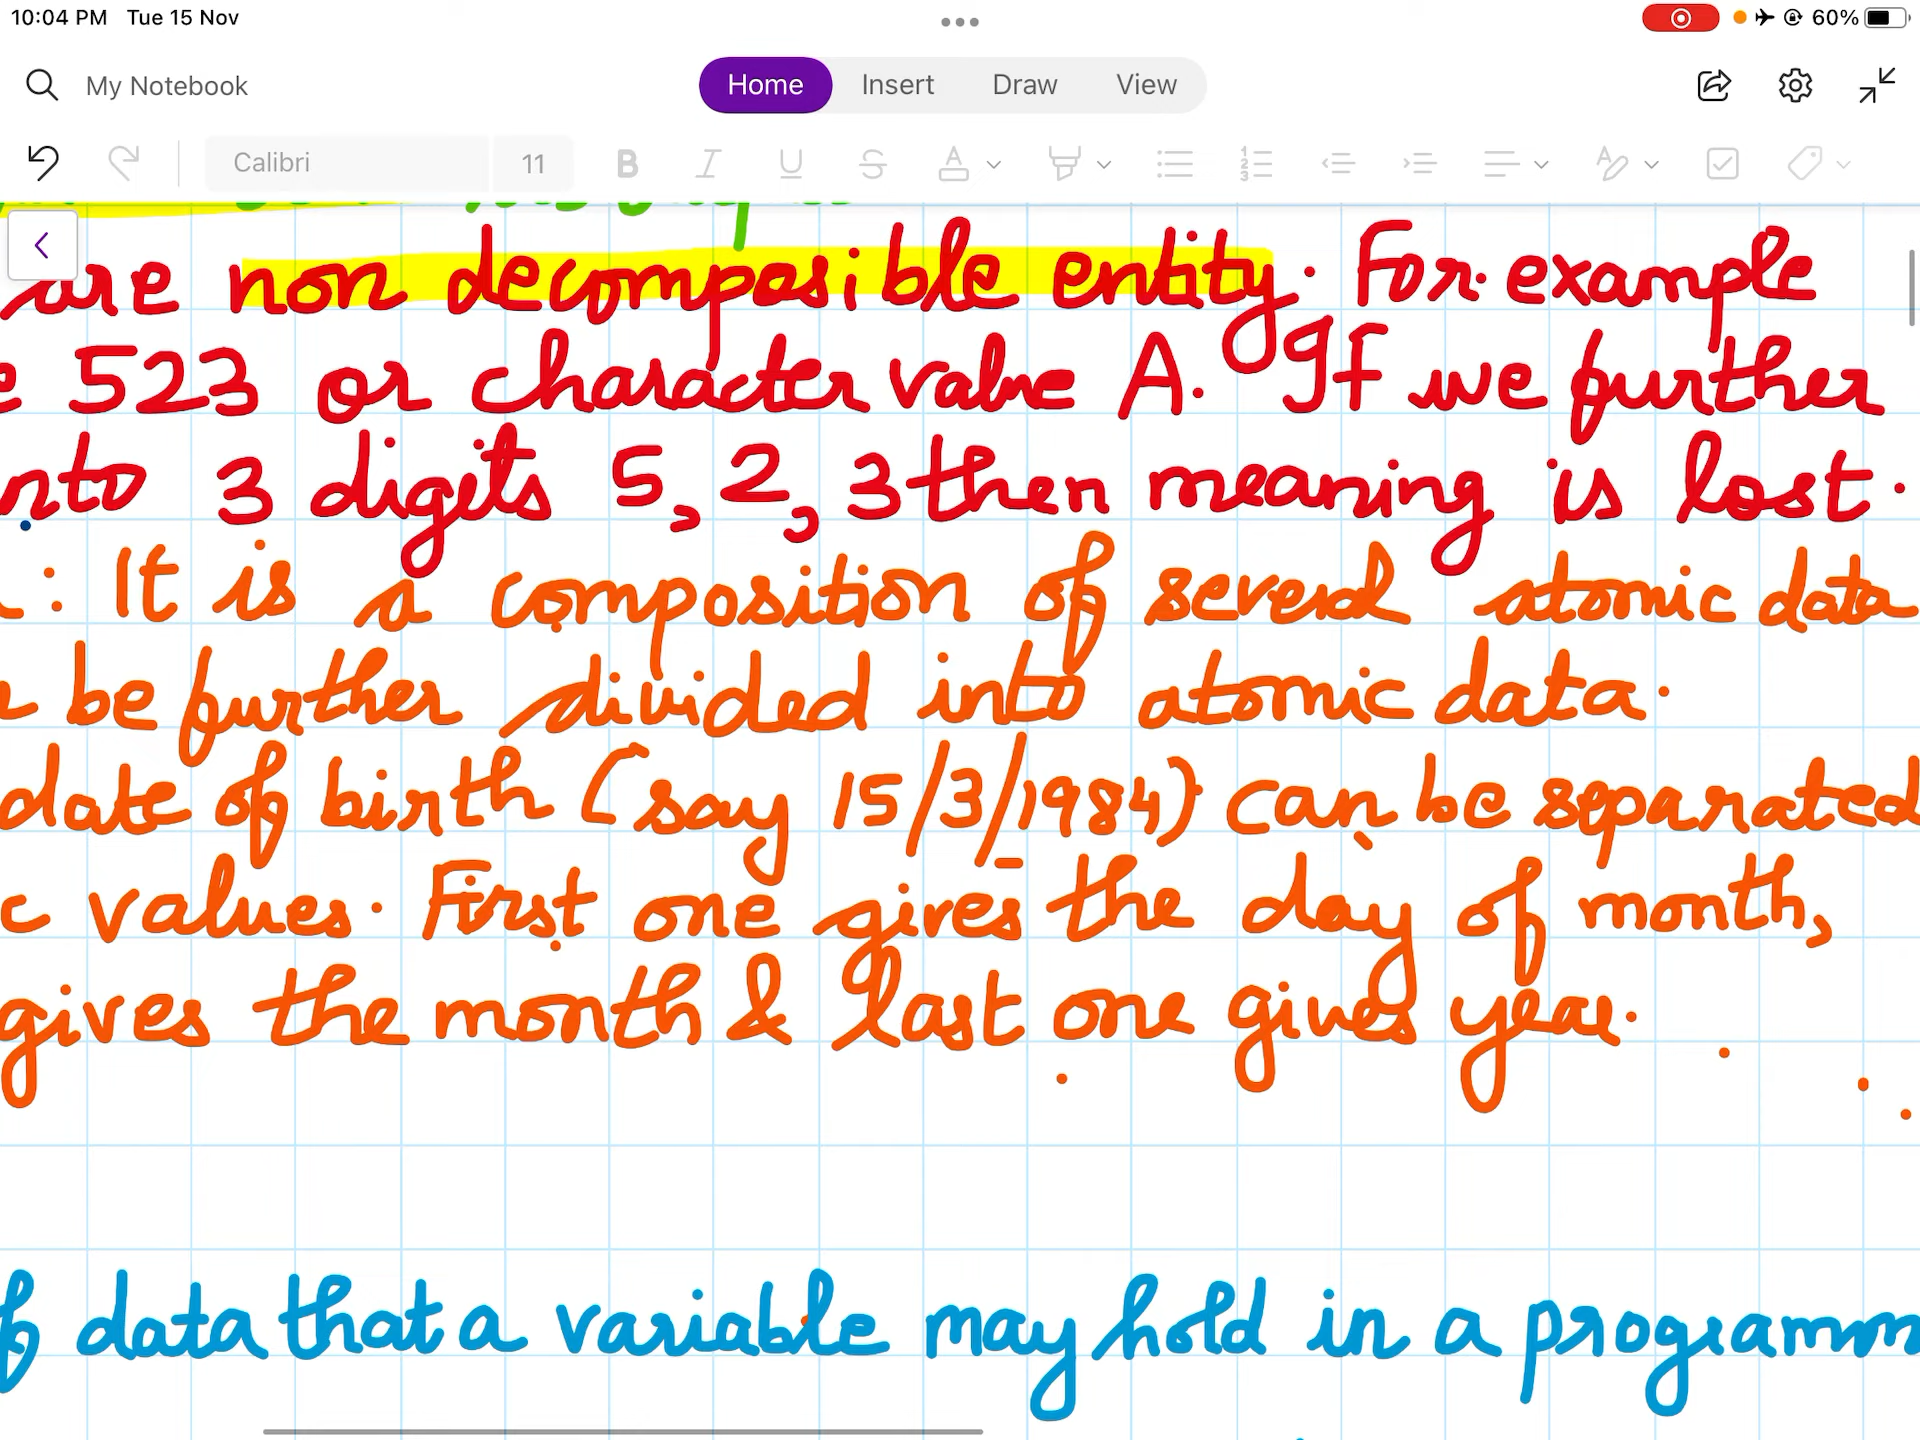 10:04 PM Tue 15 Nov
60%
My Notebook
Home Insert Draw View
Calibri 11
are non decomposible entity. For example
e 523 or character value A. If we further
nto 3 digits 5, 2, 3 then meaning is lost.
: It is a composition of several atomic data
be further divided into atomic data.
date of birth (say 15/3/1984) can be separated
c values. First one gives the day of month,
gives the month & last one gives year.
f data that a variable may hold in a programm